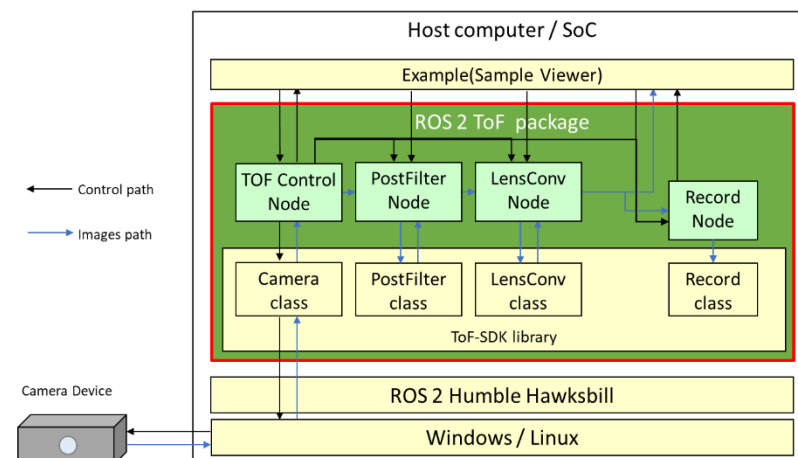 Host computer / SoC
Example(Sample Viewer)
ROS 2 ToF package
Control path
Images path
TOF Control
Node
PostFilter
Node
LensConv
Node
Record
Node
Camera
class
PostFilter
class
LensConv
class
Record
class
ToF-SDK library
ROS 2 Humble Hawksbill
Camera Device
Windows / Linux